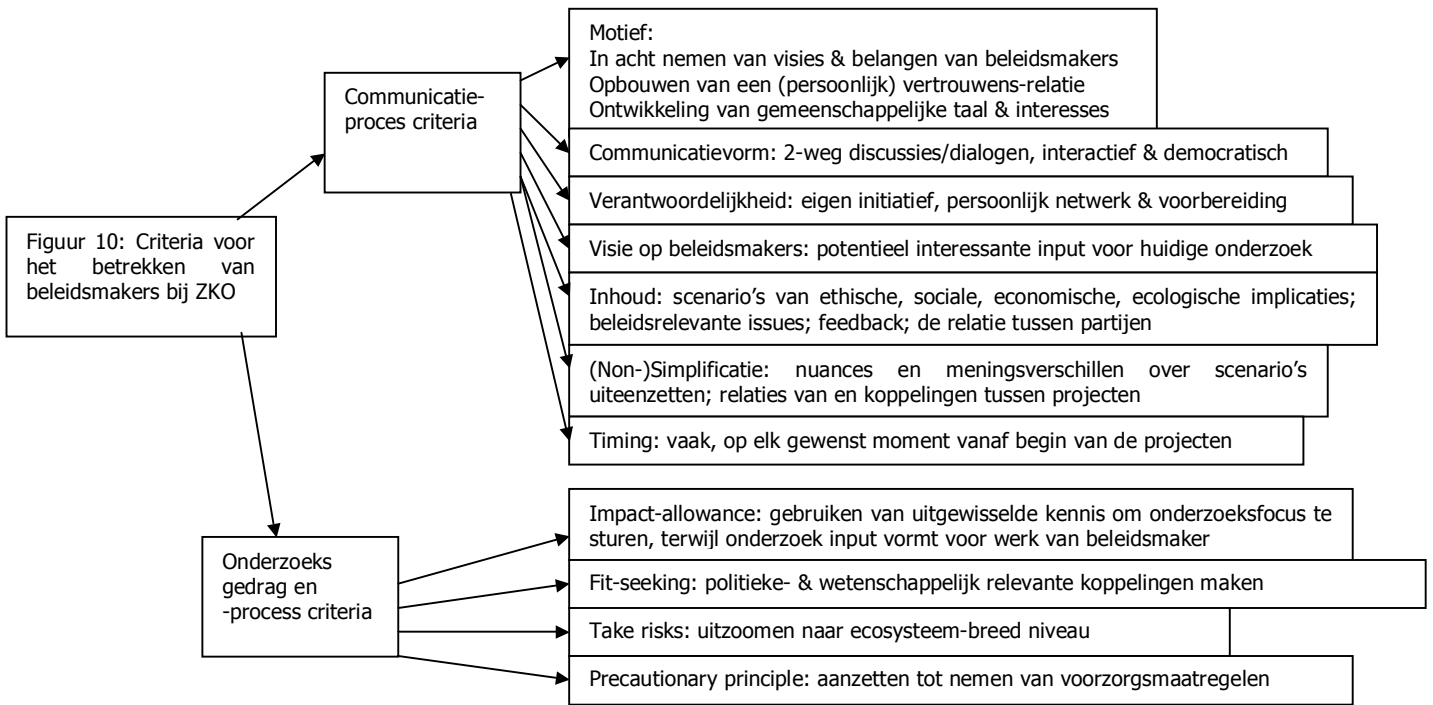 Figuur 10: Criteria voor
het betrekken van
beleidsmakers bij ZKO
Communicatie-
proces criteria
Motief:
In acht nemen van visies & belangen van beleidsmakers
Opbouwen van een (persoonlijk) vertrouwens-relatie
Ontwikkeling van gemeenschappelijke taal & interesses
Communicatievorm: 2-weg discussies/dialogen, interactief & democratisch
Verantwoordelijkheid: eigen initiatief, persoonlijk netwerk & voorbereiding
Visie op beleidsmakers: potentieel interessante input voor huidige onderzoek
Inhoud: scenario's van ethische, sociale, economische, ecologische implicaties;
beleidsrelevante issues; feedback; de relatie tussen partijen
(Non-)Simplificatie: nuances en meningsverschillen over scenario's
uiteenzetten; relaties van en koppelingen tussen projecten
Timing: vaak, op elk gewenst moment vanaf begin van de projecten
Onderzoeks
gedrag en
-process criteria
Impact-allowance: gebruiken van uitgewisselde kennis om onderzoeksfocus te
sturen, terwijl onderzoek input vormt voor werk van beleidsmaker
Fit-seeking: politieke- & wetenschappelijk relevante koppelingen maken
Take risks: uitzoomen naar ecosysteem-breed niveau
Precautionary principle: aanzetten tot nemen van voorzorgsmaatregelen